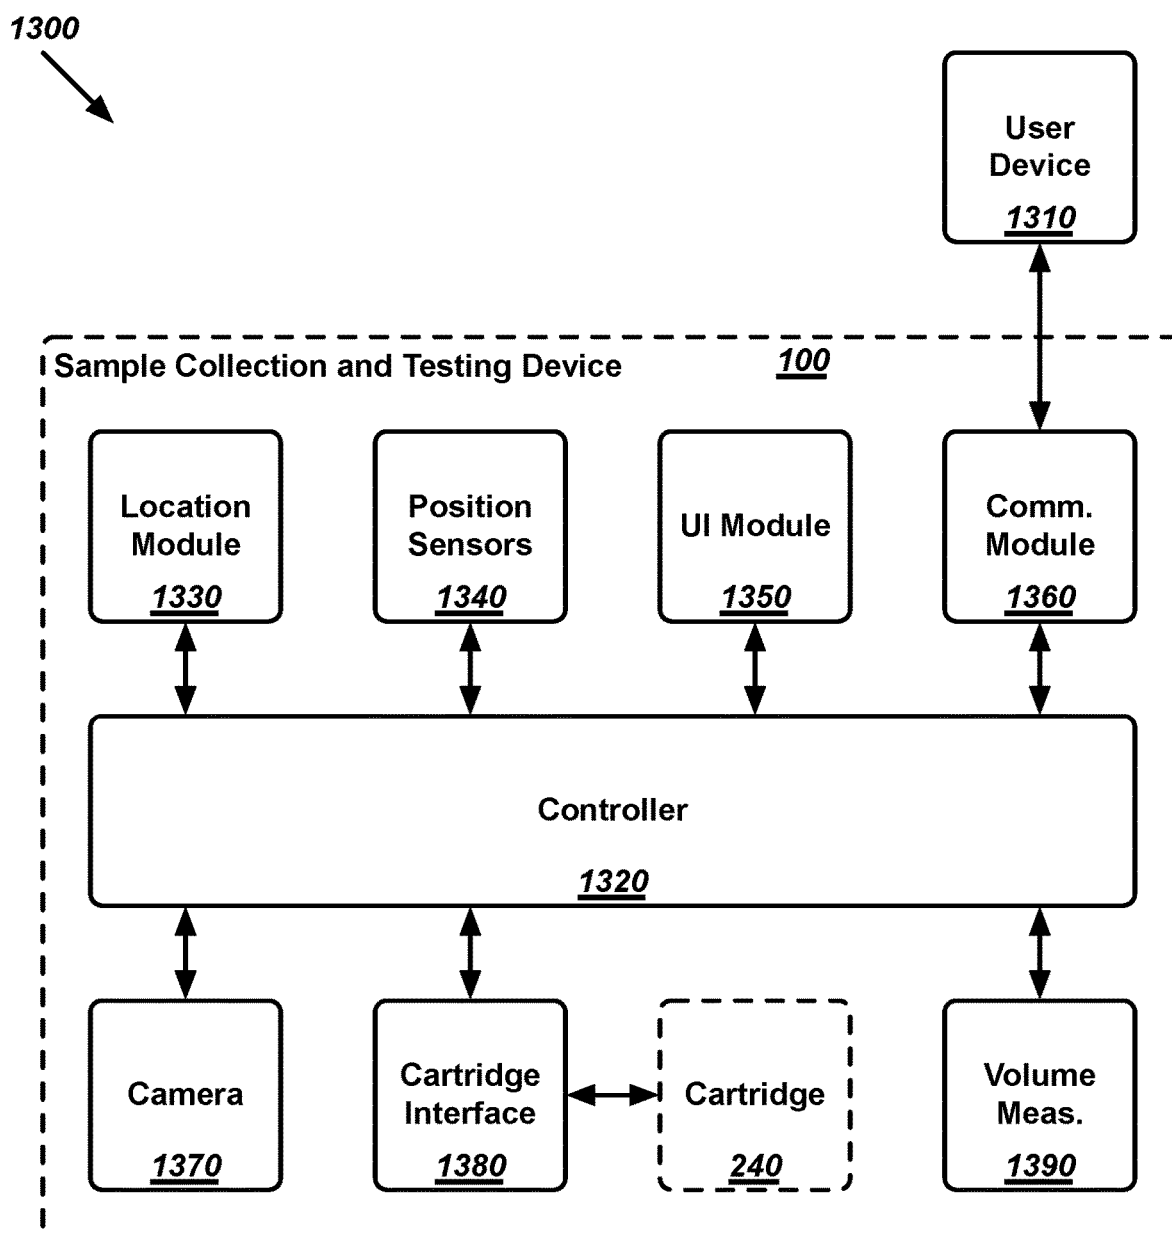 1300
User
Device
1310
Sample Collection and Testing Device 100
Location
Module
1330
Position
Sensors
1340
UI Module
1350
Comm.
Module
1360
Controller
1320
Camera
1370
Cartridge
Interface
1380
Cartridge
240
Volume
Meas.
1390